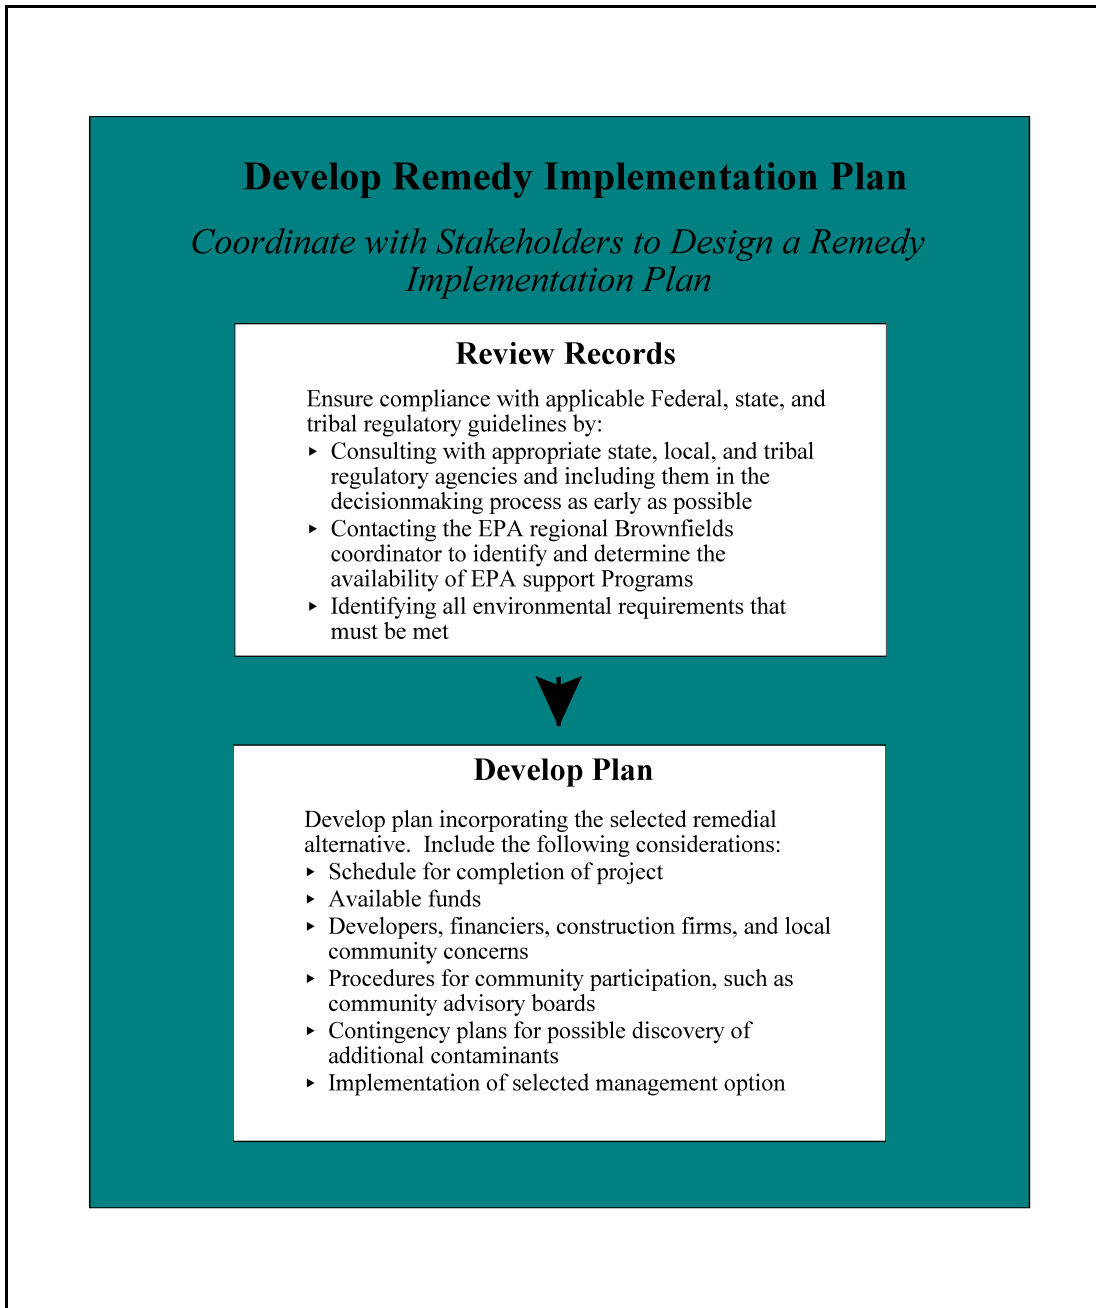 Develop Remedy Implementation Plan
Coordinate with Stakeholders to Design a Remedy
Implementation Plan
Review Records
Ensure compliance with applicable Federal, state, and
tribal regulatory guidelines by:
▸ Consulting with appropriate state, local, and tribal
regulatory agencies and including them in the
decisionmaking process as early as possible
▸ Contacting the EPA regional Brownfields
coordinator to identify and determine the
availability of EPA support Programs
▸ Identifying all environmental requirements that
must be met
Develop Plan
Develop plan incorporating the selected remedial
alternative.  Include the following considerations:
▸ Schedule for completion of project
▸ Available funds
▸ Developers, financiers, construction firms, and local
community concerns
▸ Procedures for community participation, such as
community advisory boards
▸ Contingency plans for possible discovery of
additional contaminants
▸ Implementation of selected management option